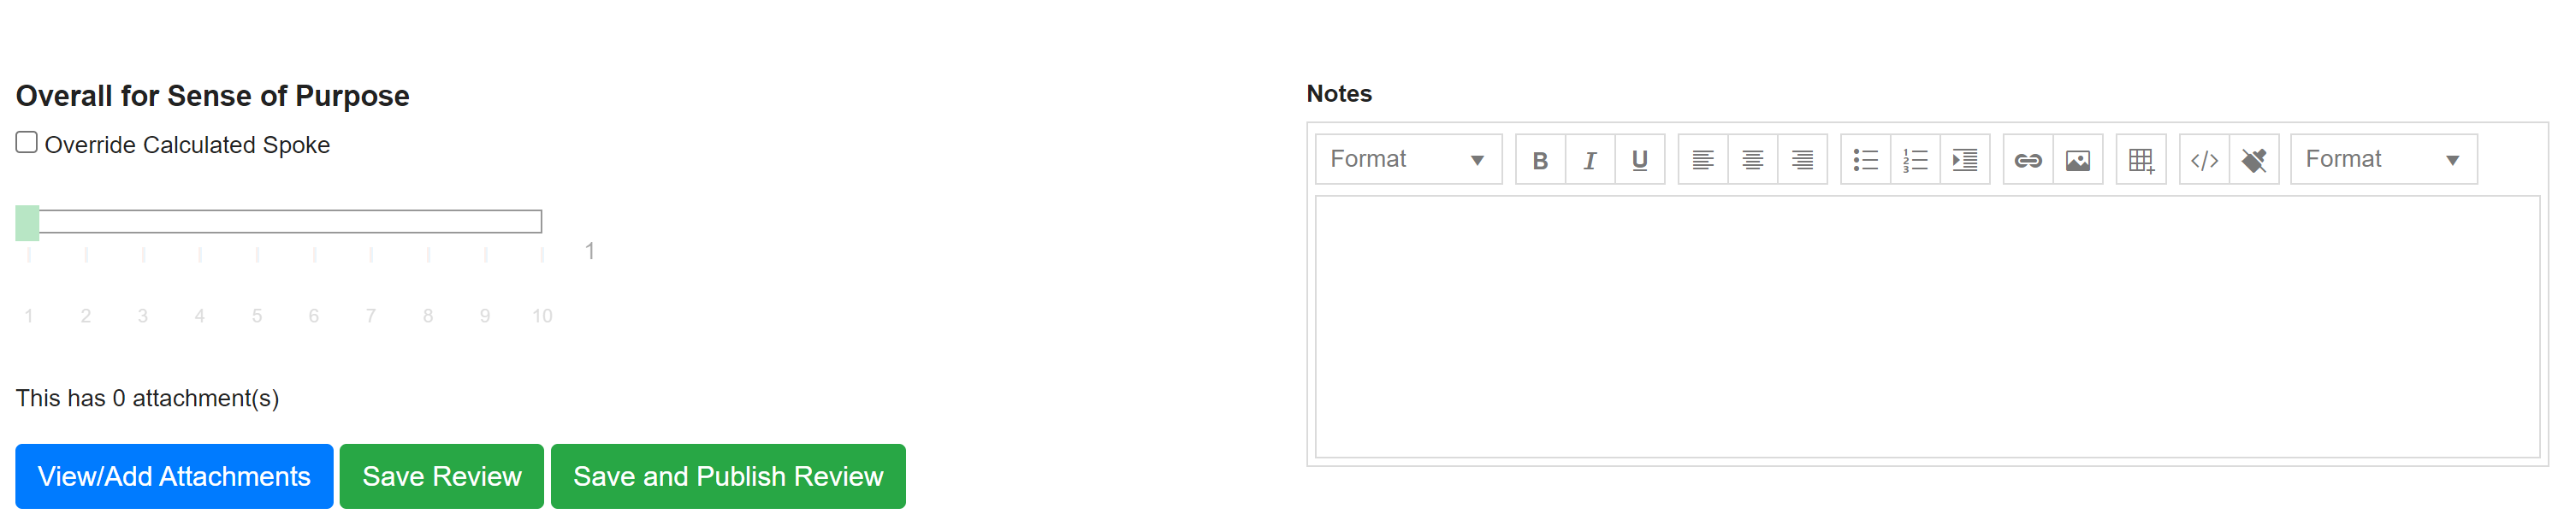 Overall for Sense of Purpose
Override Calculated Spoke
1
1 2 3 4 5 6 7 8 9 10
This has 0 attachment(s)
View/Add Attachments Save Review Save and Publish Review
Notes
Format B I U </> Format